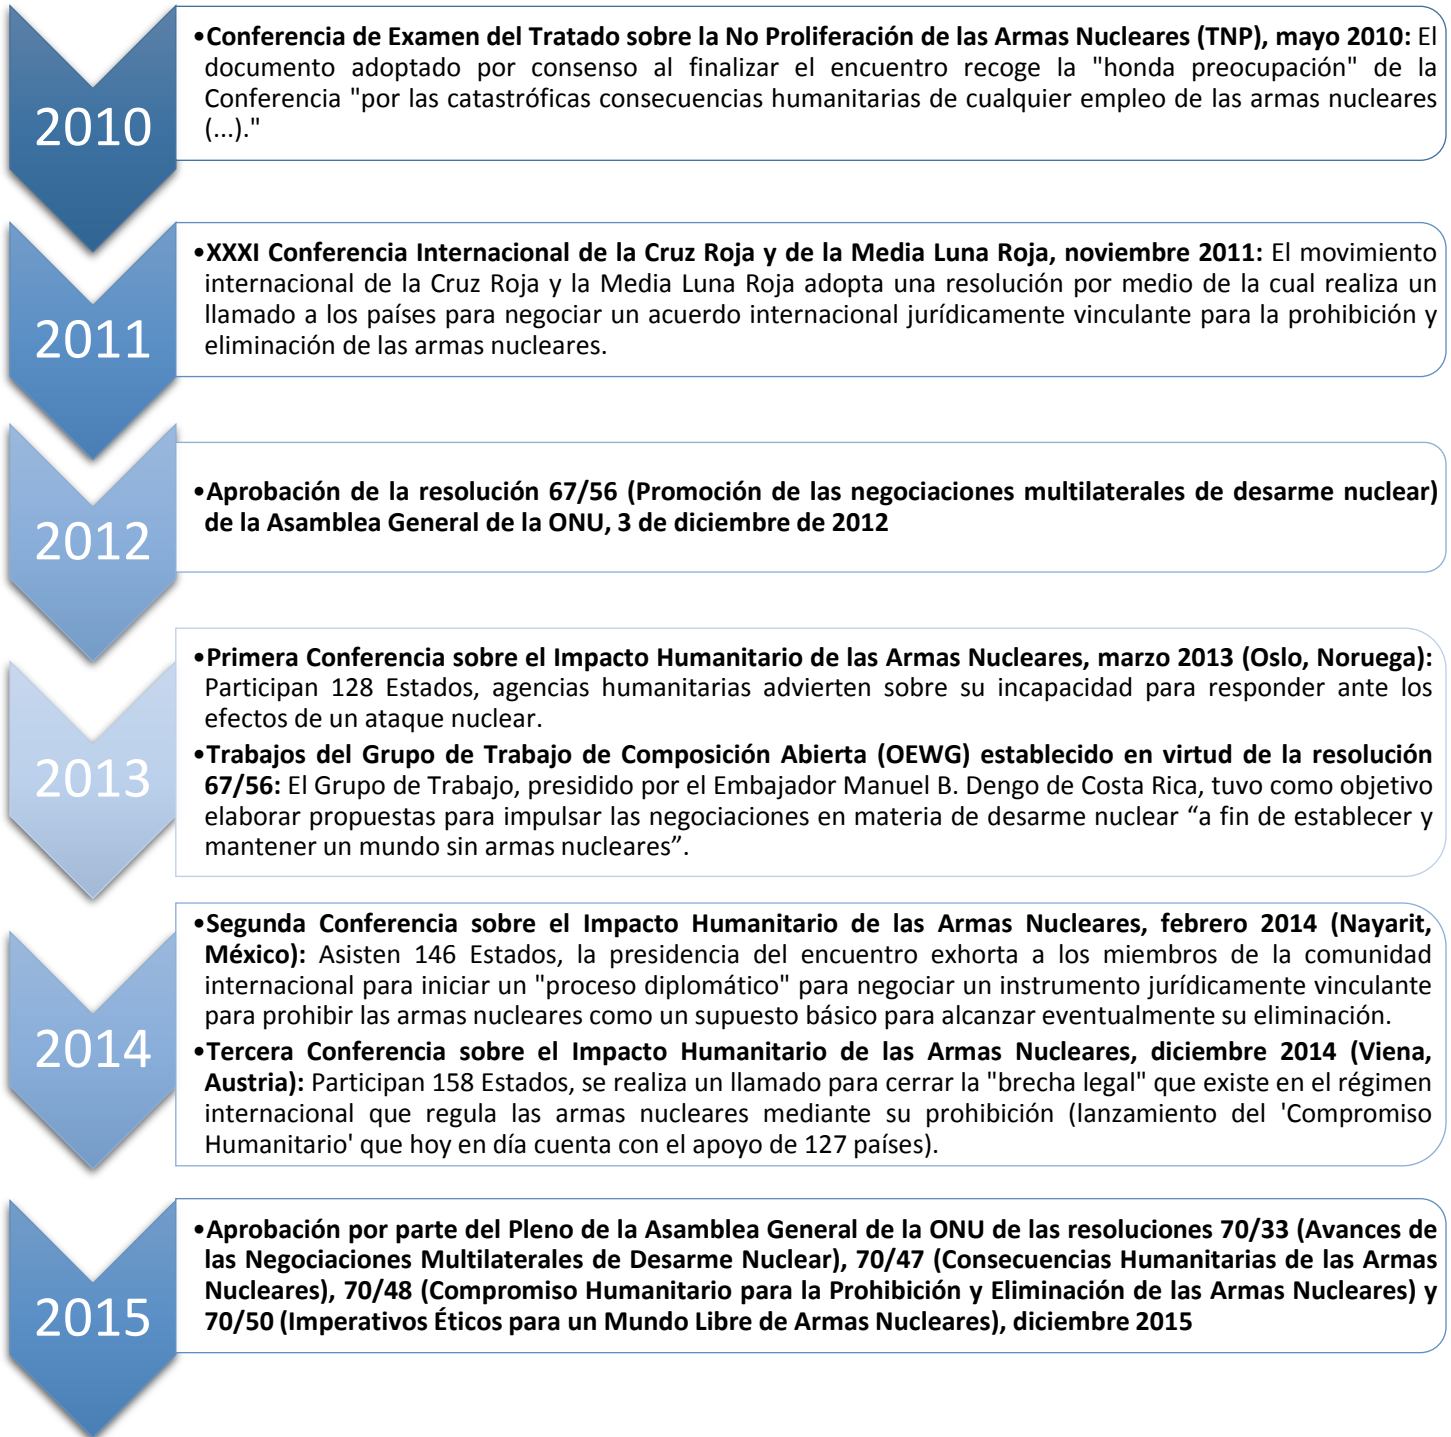 2010
•Conferencia de Examen del Tratado sobre la No Proliferación de las Armas Nucleares (TNP), mayo 2010: El
documento adoptado por consenso al finalizar el encuentro recoge la "honda preocupación" de la
Conferencia "por las catastróficas consecuencias humanitarias de cualquier empleo de las armas nucleares
(...)."
2011
•XXXI Conferencia Internacional de la Cruz Roja y de la Media Luna Roja, noviembre 2011: El movimiento
internacional de la Cruz Roja y la Media Luna Roja adopta una resolución por medio de la cual realiza un
llamado a los países para negociar un acuerdo internacional jurídicamente vinculante para la prohibición y
eliminación de las armas nucleares.
2012
•Aprobación de la resolución 67/56 (Promoción de las negociaciones multilaterales de desarme nuclear)
de la Asamblea General de la ONU, 3 de diciembre de 2012
2013
•Primera Conferencia sobre el Impacto Humanitario de las Armas Nucleares, marzo 2013 (Oslo, Noruega):
Participan 128 Estados, agencias humanitarias advierten sobre su incapacidad para responder ante los
efectos de un ataque nuclear.
•Trabajos del Grupo de Trabajo de Composición Abierta (OEWG) establecido en virtud de la resolución
67/56: El Grupo de Trabajo, presidido por el Embajador Manuel B. Dengo de Costa Rica, tuvo como objetivo
elaborar propuestas para impulsar las negociaciones en materia de desarme nuclear “a fin de establecer y
mantener un mundo sin armas nucleares”.
2014
•Segunda Conferencia sobre el Impacto Humanitario de las Armas Nucleares, febrero 2014 (Nayarit,
México): Asisten 146 Estados, la presidencia del encuentro exhorta a los miembros de la comunidad
internacional para iniciar un "proceso diplomático" para negociar un instrumento jurídicamente vinculante
para prohibir las armas nucleares como un supuesto básico para alcanzar eventualmente su eliminación.
•Tercera Conferencia sobre el Impacto Humanitario de las Armas Nucleares, diciembre 2014 (Viena,
Austria): Participan 158 Estados, se realiza un llamado para cerrar la "brecha legal" que existe en el régimen
internacional que regula las armas nucleares mediante su prohibición (lanzamiento del 'Compromiso
Humanitario' que hoy en día cuenta con el apoyo de 127 países).
2015
•Aprobación por parte del Pleno de la Asamblea General de la ONU de las resoluciones 70/33 (Avances de
las Negociaciones Multilaterales de Desarme Nuclear), 70/47 (Consecuencias Humanitarias de las Armas
Nucleares), 70/48 (Compromiso Humanitario para la Prohibición y Eliminación de las Armas Nucleares) y
70/50 (Imperativos Éticos para un Mundo Libre de Armas Nucleares), diciembre 2015